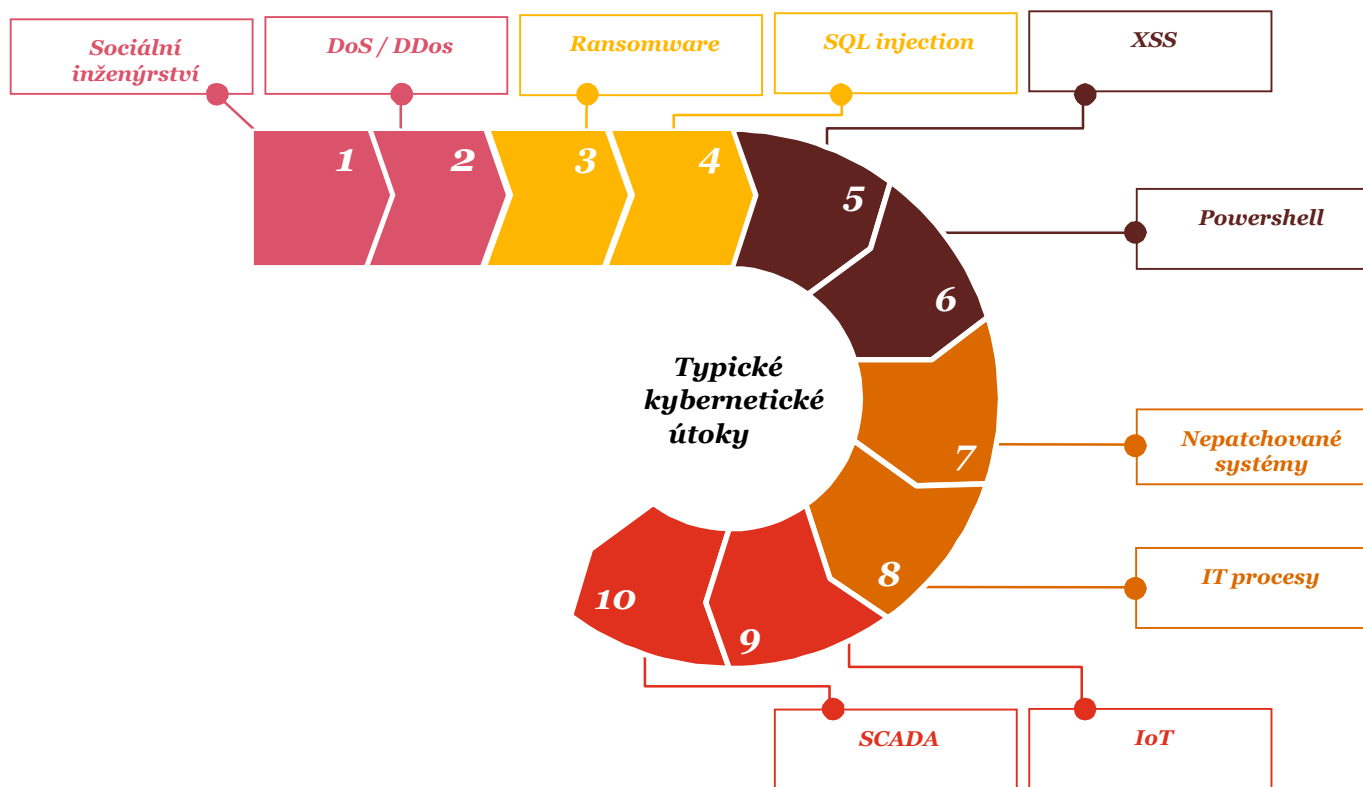 Sociální
inženýrství
DoS / DDos
Ransomware
SQL injection
XSS
1
2
3
4
5
Powershell
6
Typické
kybernetické
útoky
Nepatchované
systémy
7
8
IT procesy
10
9
SCADA
IoT